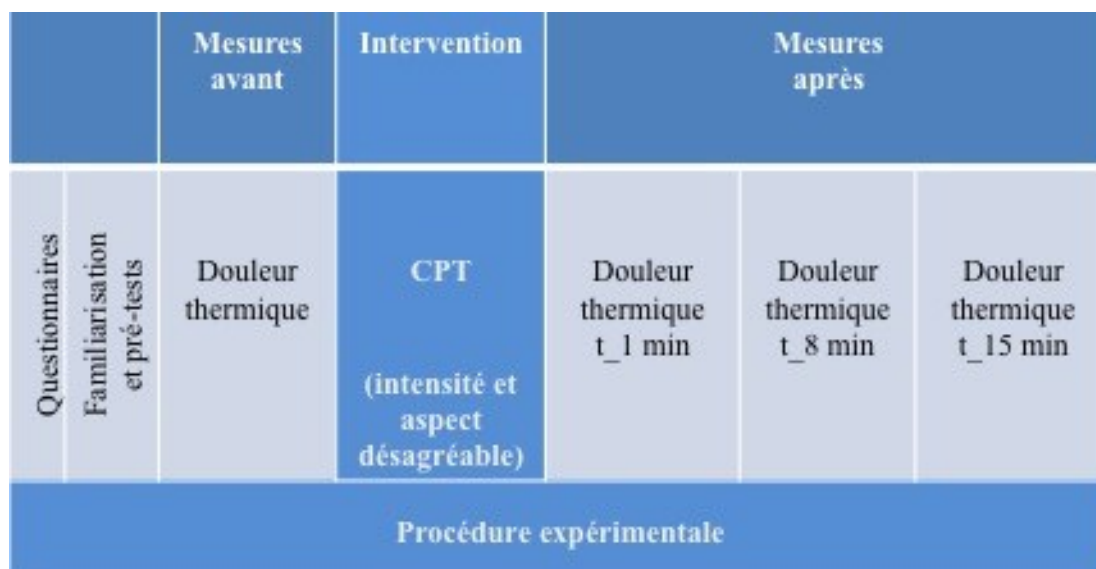 Mesures
avant
Intervention
Mesures
après
Questionnaires
Familiarisation
et pré-tests
Douleur
thermique
CPT
(intensité et
aspect
désagréable)
Douleur
thermique
t_1 min
Douleur
thermique
t_8 min
Douleur
thermique
t_15 min
Procédure expérimentale